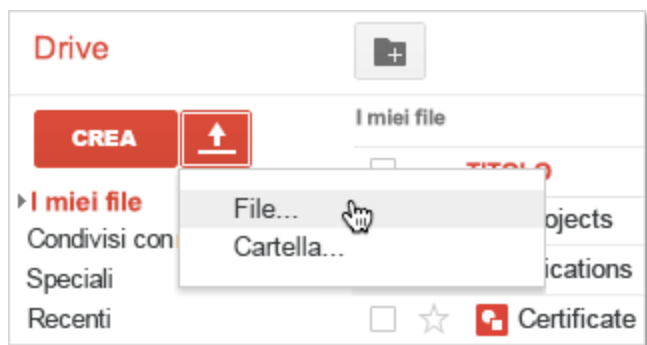 Drive
CREA
I miei file
TITOLO
I miei file
File...
ojects
Condivisi con
Cartella...
Speciali
ications
Recenti
Certificate